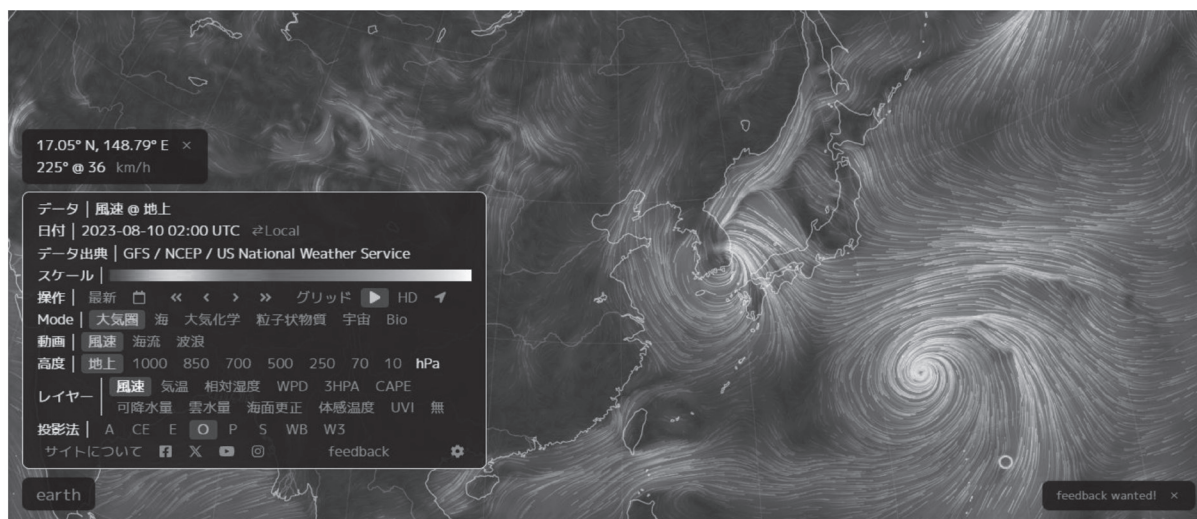 17.05° N, 148.79° E ×
225° @ 36 km/h
データ | 風速 @ 地上
日付 | 2023-08-10 02:00 UTC ⇄Local
データ出典 | GFS / NCEP / US National Weather Service
スケール |
操作 | 最新 « ‹ › » グリッド ▶ HD
Mode | 大気圏 海 大気化学 粒子状物質 宇宙 Bio
動画 | 風速 海流 波浪
高度 | 地上 1000 850 700 500 250 70 10 hPa
レイヤー | 風速 気温 相対湿度 WPD 3HPA CAPE
可降水量 雲水量 海面更正 体感温度 UVI 無
投影法 | A CE E O P S WB W3
サイトについて feedback
earth
feedback wanted! ×